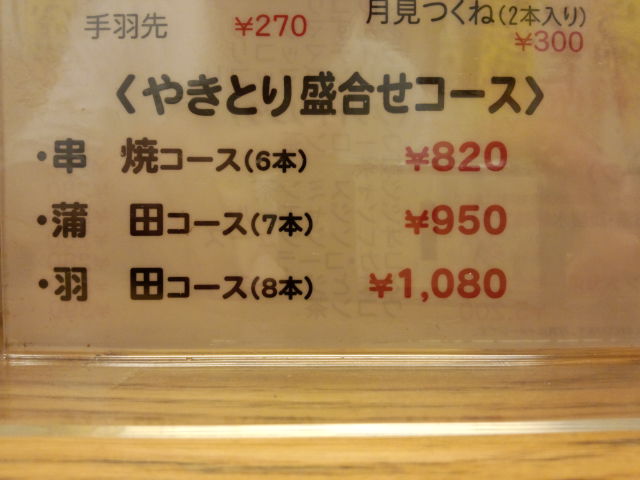 手羽先 ¥270
月見つくね(2本入り)
¥300
〈やきとり盛合せコース〉
・串 焼コース(6本) ¥820
・蒲 田コース(7本) ¥950
・羽 田コース(8本) ¥1,080